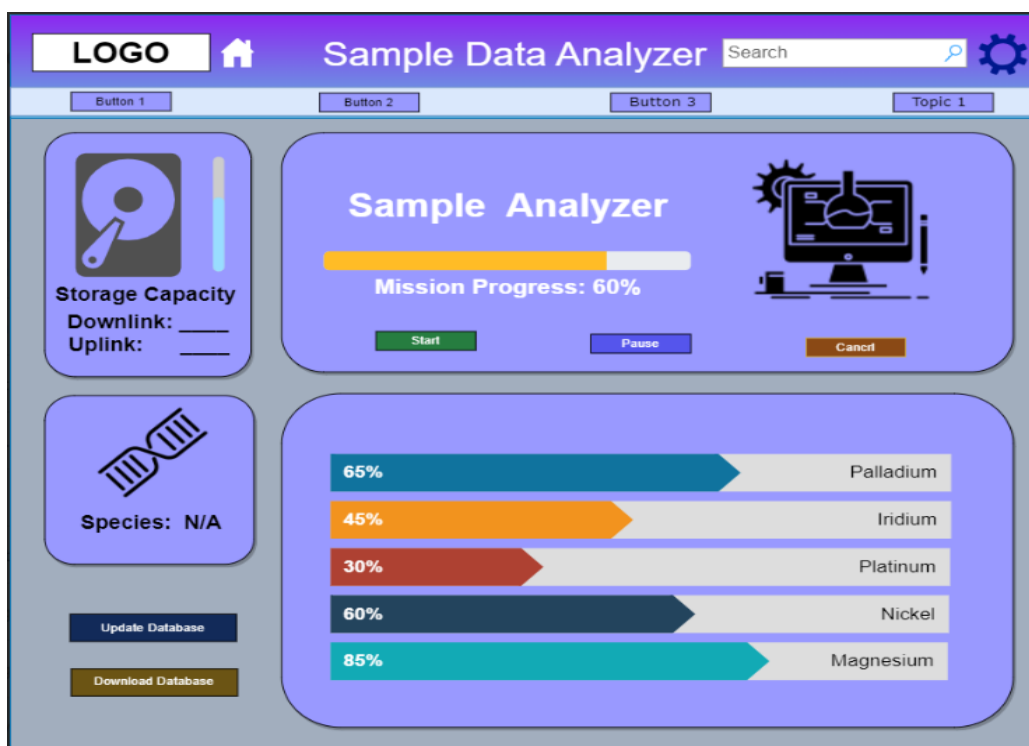 LOGO
Sample Data Analyzer
Search
Button 1
Button 2
Button 3
Topic 1
Storage Capacity
Downlink: ____
Uplink: ____
Sample Analyzer
Mission Progress: 60%
Start
Pause
Cancrl
Species: N/A
Update Database
Download Database
65% Palladium
45% Iridium
30% Platinum
60% Nickel
85% Magnesium